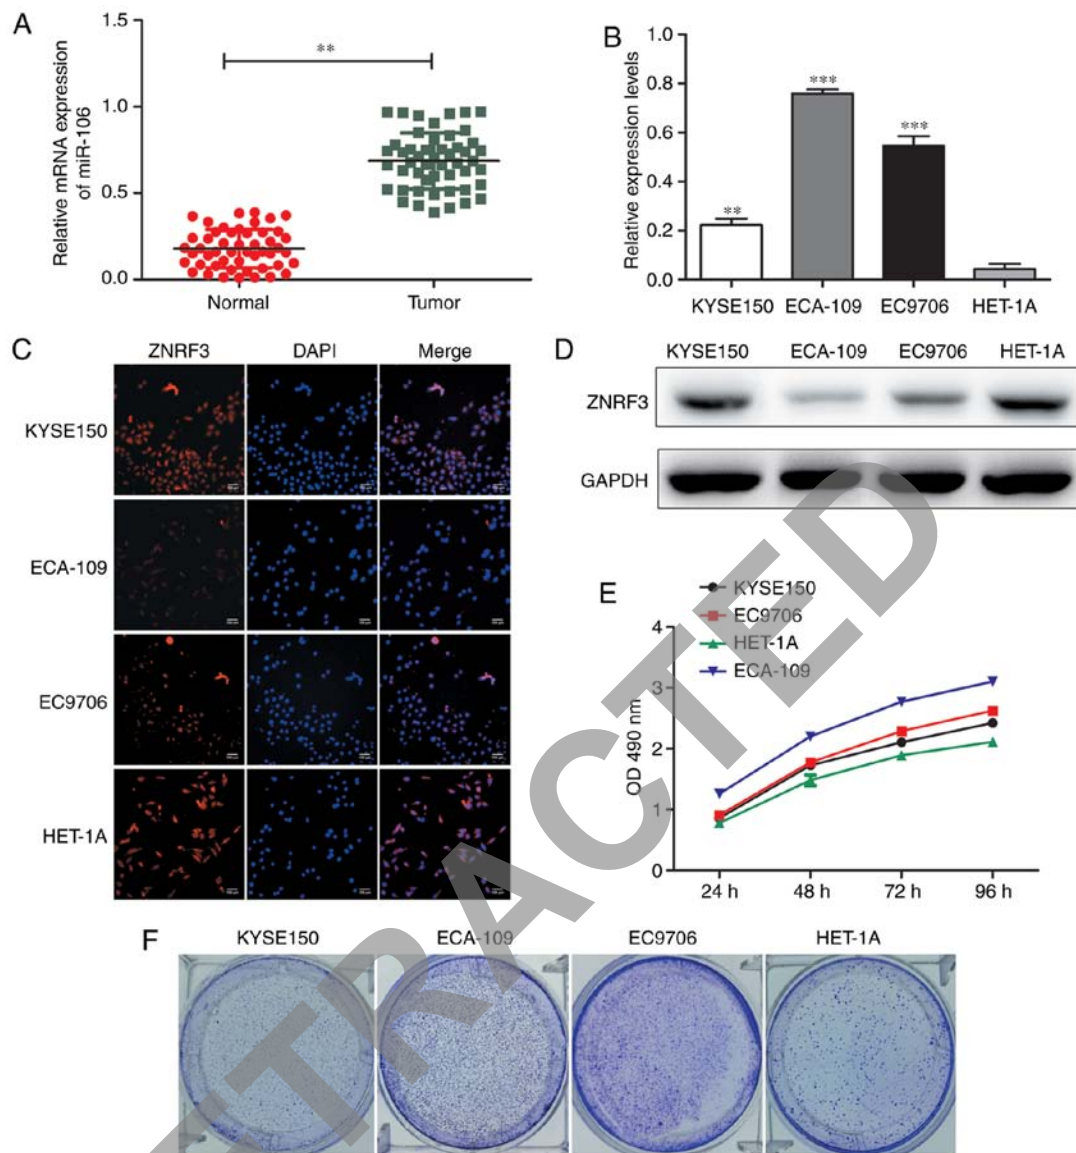 A
1.5
1.0
0.5
0.0
Relative mRNA expression
of miR-106
**
Normal
Tumor
B
1.0
0.8
0.6
0.4
0.2
0.0
Relative expression levels
**
***
***
KYSE150
ECA-109
EC9706
HET-1A
C
ZNRF3
DAPI
Merge
KYSE150
ECA-109
EC9706
HET-1A
D
KYSE150
ECA-109
EC9706
HET-1A
ZNRF3
GAPDH
E
KYSE150
EC9706
HET-1A
ECA-109
4
3
2
1
0
OD 490 nm
24 h
48 h
72 h
96 h
F
KYSE150
ECA-109
EC9706
HET-1A
TRACTED